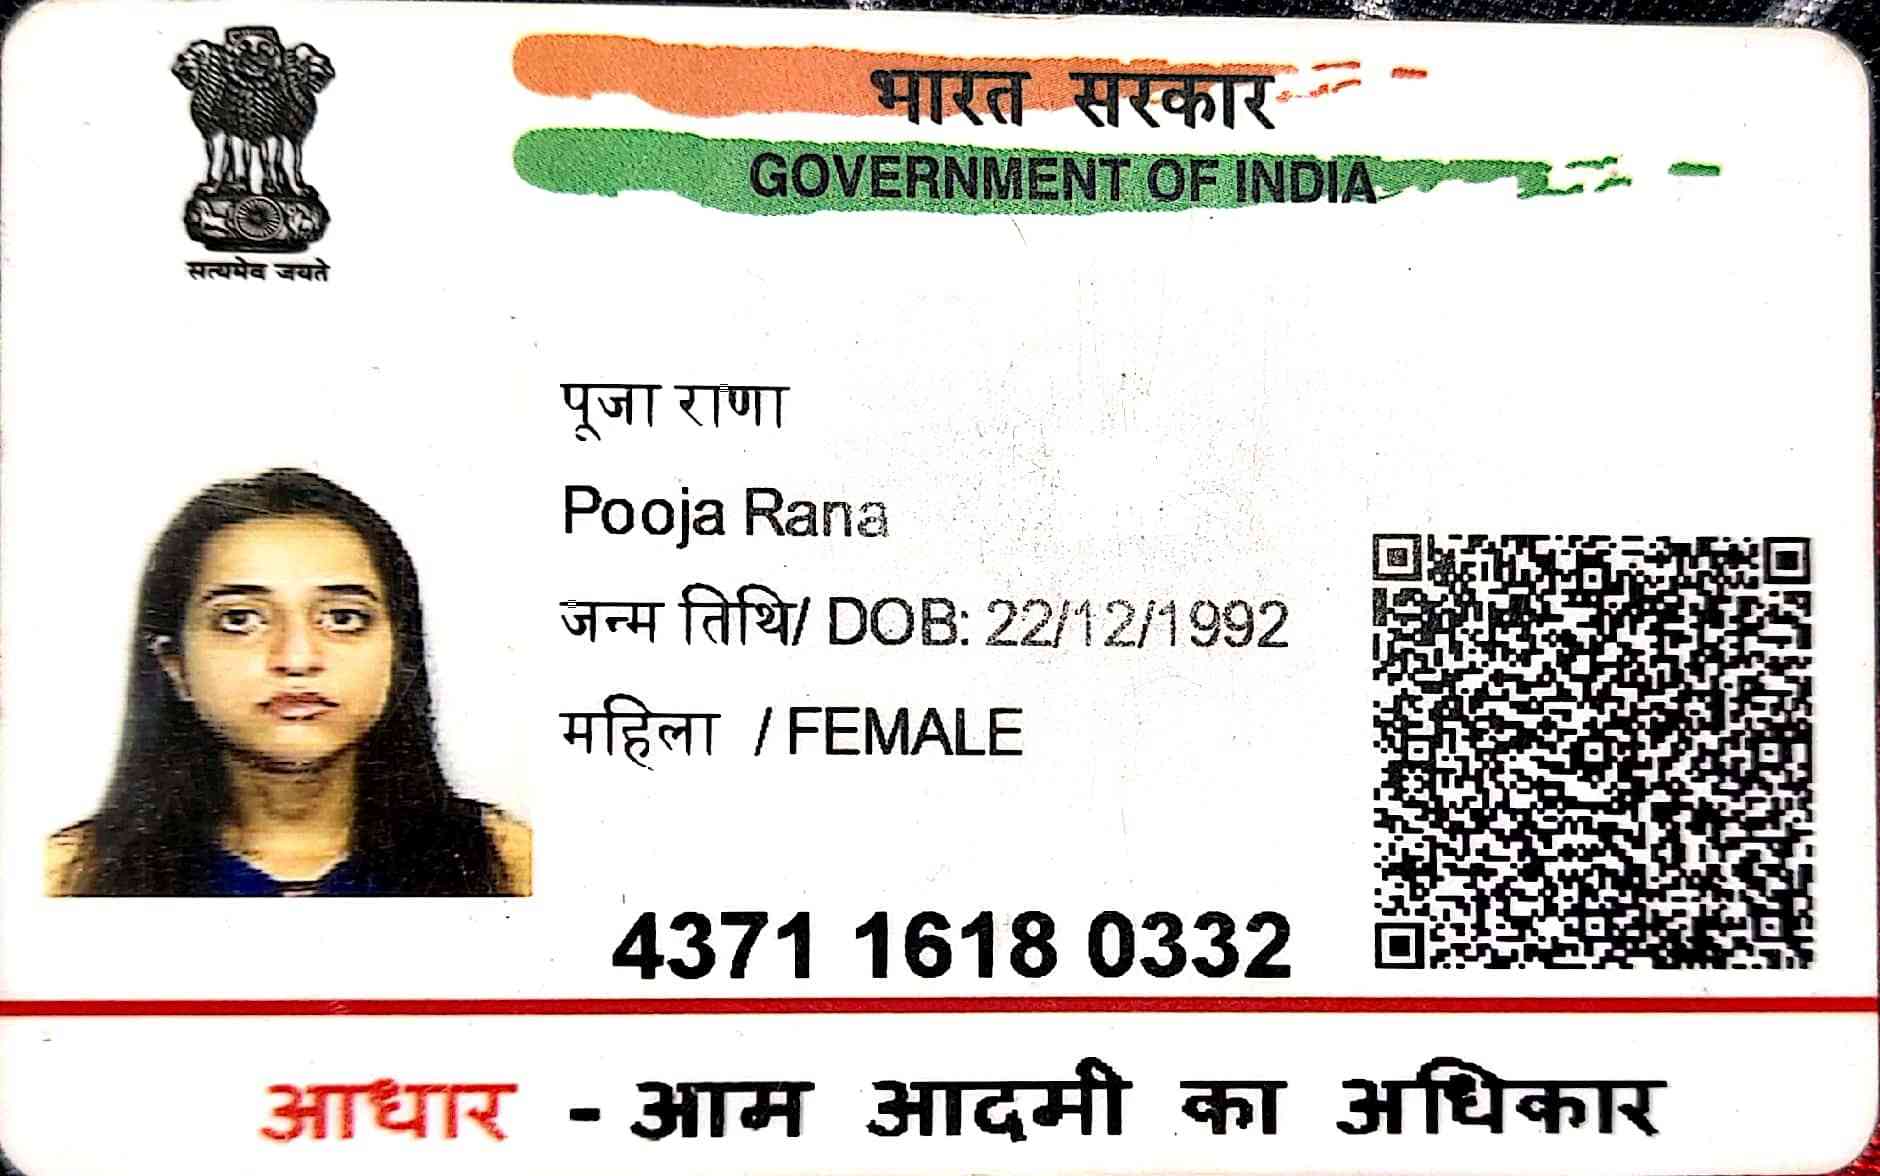 भारत सरकार
GOVERNMENT OF INDIA
सत्यमेव जयते
पूजा राणा
Pooja Rana
जन्म तिथि/ DOB: 22/12/1992
महिला / FEMALE
4371 1618 0332
आधार - आम आदमी का अधिकार